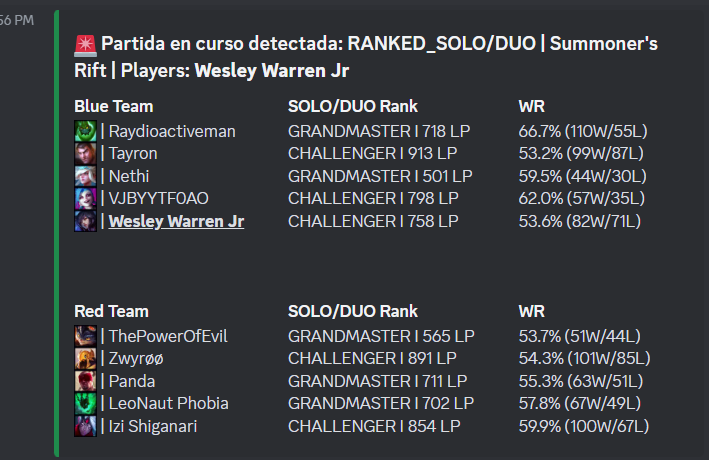 56 PM
🚨 Partida en curso detectada: RANKED_SOLO/DUO | Summoner's
Rift | Players: Wesley Warren Jr
Blue Team SOLO/DUO Rank WR
| Raydioactiveman GRANDMASTER I 718 LP 66.7% (110W/55L)
| Tayron CHALLENGER I 913 LP 53.2% (99W/87L)
| Nethi GRANDMASTER I 501 LP 59.5% (44W/30L)
| VJBYYTF0AO CHALLENGER I 798 LP 62.0% (57W/35L)
| Wesley Warren Jr CHALLENGER I 758 LP 53.6% (82W/71L)
Red Team SOLO/DUO Rank WR
| ThePowerOfEvil GRANDMASTER I 565 LP 53.7% (51W/44L)
| Zwyrøø CHALLENGER I 891 LP 54.3% (101W/85L)
| Panda GRANDMASTER I 711 LP 55.3% (63W/51L)
| LeoNaut Phobia GRANDMASTER I 702 LP 57.8% (67W/49L)
| Izi Shiganari CHALLENGER I 854 LP 59.9% (100W/67L)